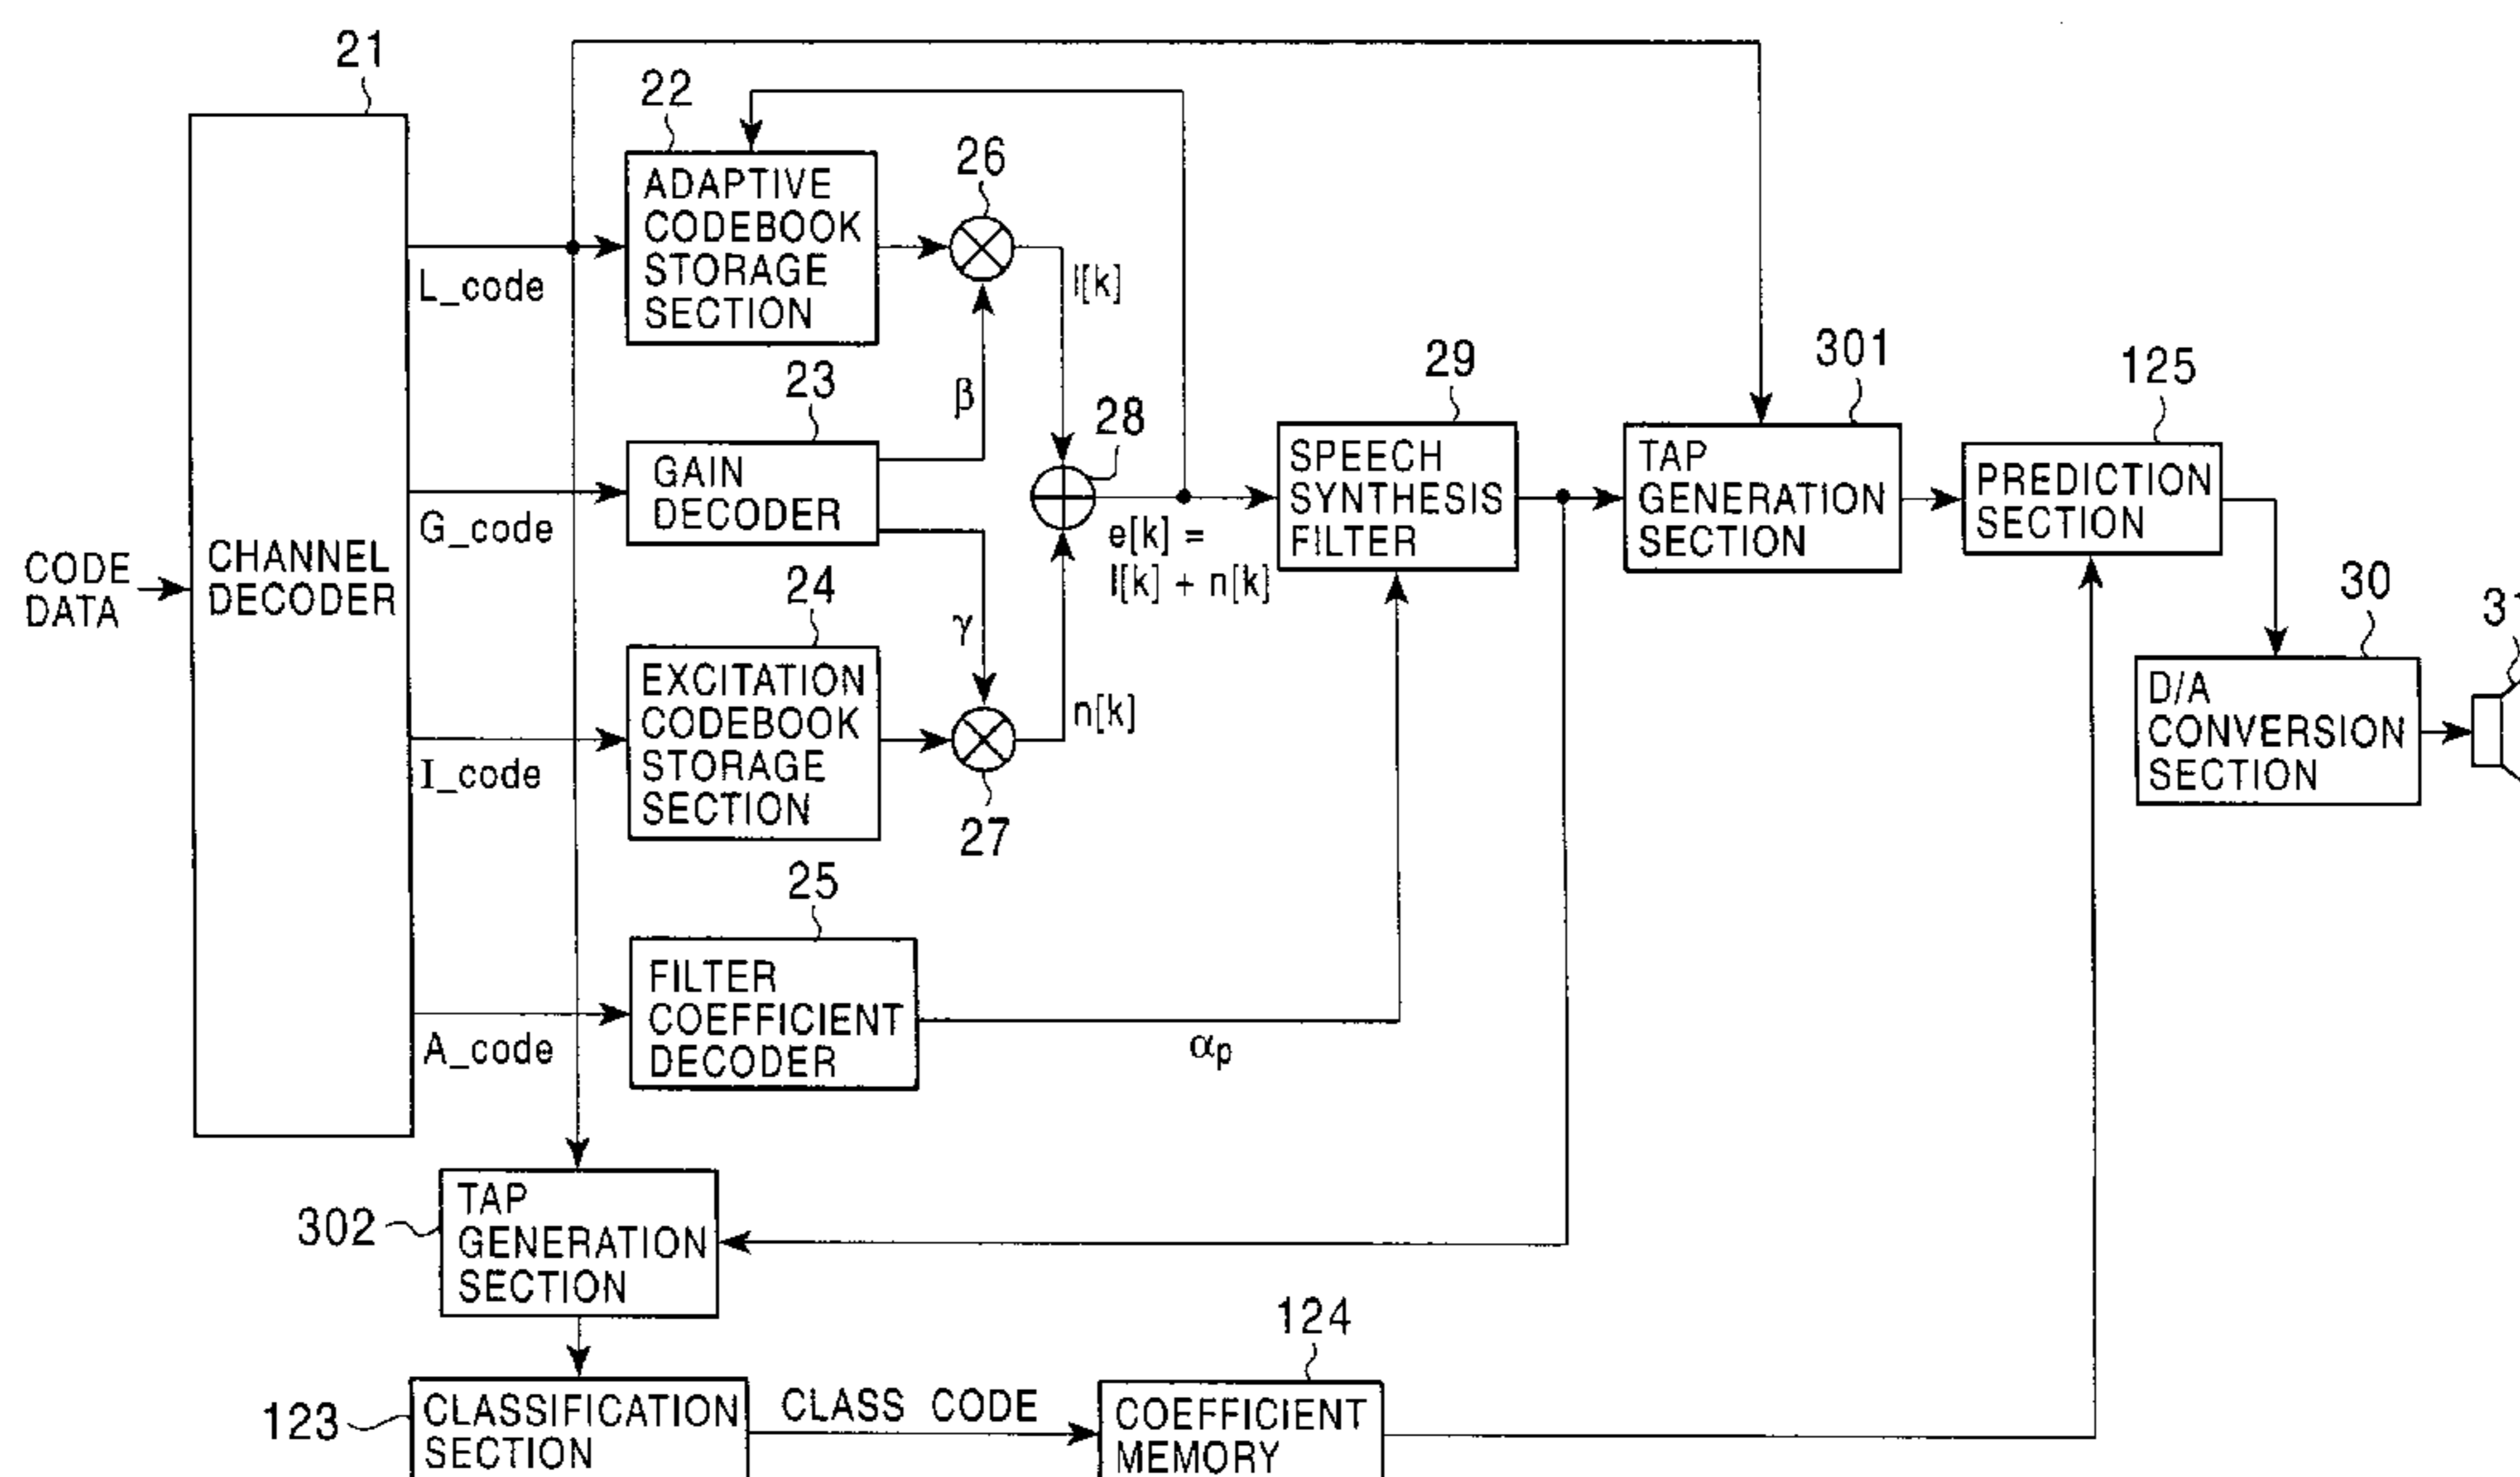 21
22
ADAPTIVE
CODEBOOK
STORAGE
SECTION
26
L_code
l[k]
23
β
GAIN
DECODER
28
29
SPEECH
SYNTHESIS
FILTER
301
TAP
GENERATION
SECTION
125
PREDICTION
SECTION
G_code
e[k] =
l[k] + n[k]
CODE
DATA
CHANNEL
DECODER
24
γ
EXCITATION
CODEBOOK
STORAGE
SECTION
n[k]
27
I_code
30
D/A
CONVERSION
SECTION
31
25
FILTER
COEFFICIENT
DECODER
A_code
αp
302
TAP
GENERATION
SECTION
124
123
CLASSIFICATION
SECTION
CLASS CODE
COEFFICIENT
MEMORY